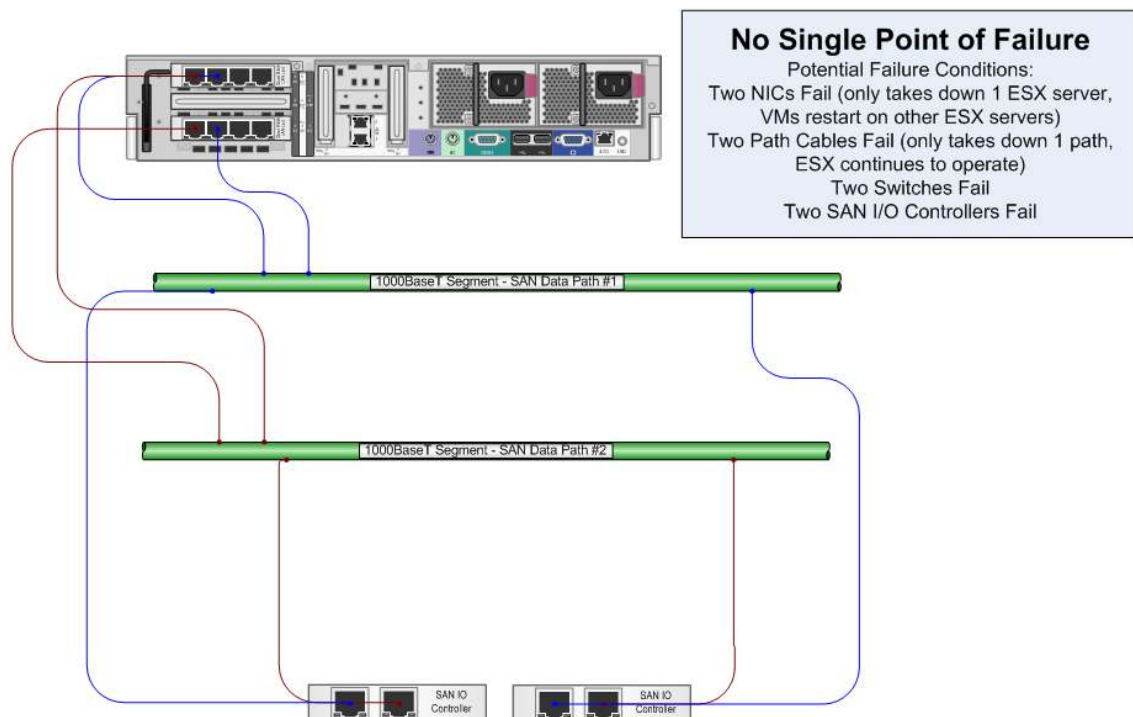 No Single Point of Failure
Potential Failure Conditions:
Two NICs Fail (only takes down 1 ESX server,
VMs restart on other ESX servers)
Two Path Cables Fail (only takes down 1 path,
ESX continues to operate)
Two Switches Fail
Two SAN I/O Controllers Fail
1000BaseT Segment - SAN Data Path #1
1000BaseT Segment - SAN Data Path #2
SAN IO
Controller
SAN IO
Controller